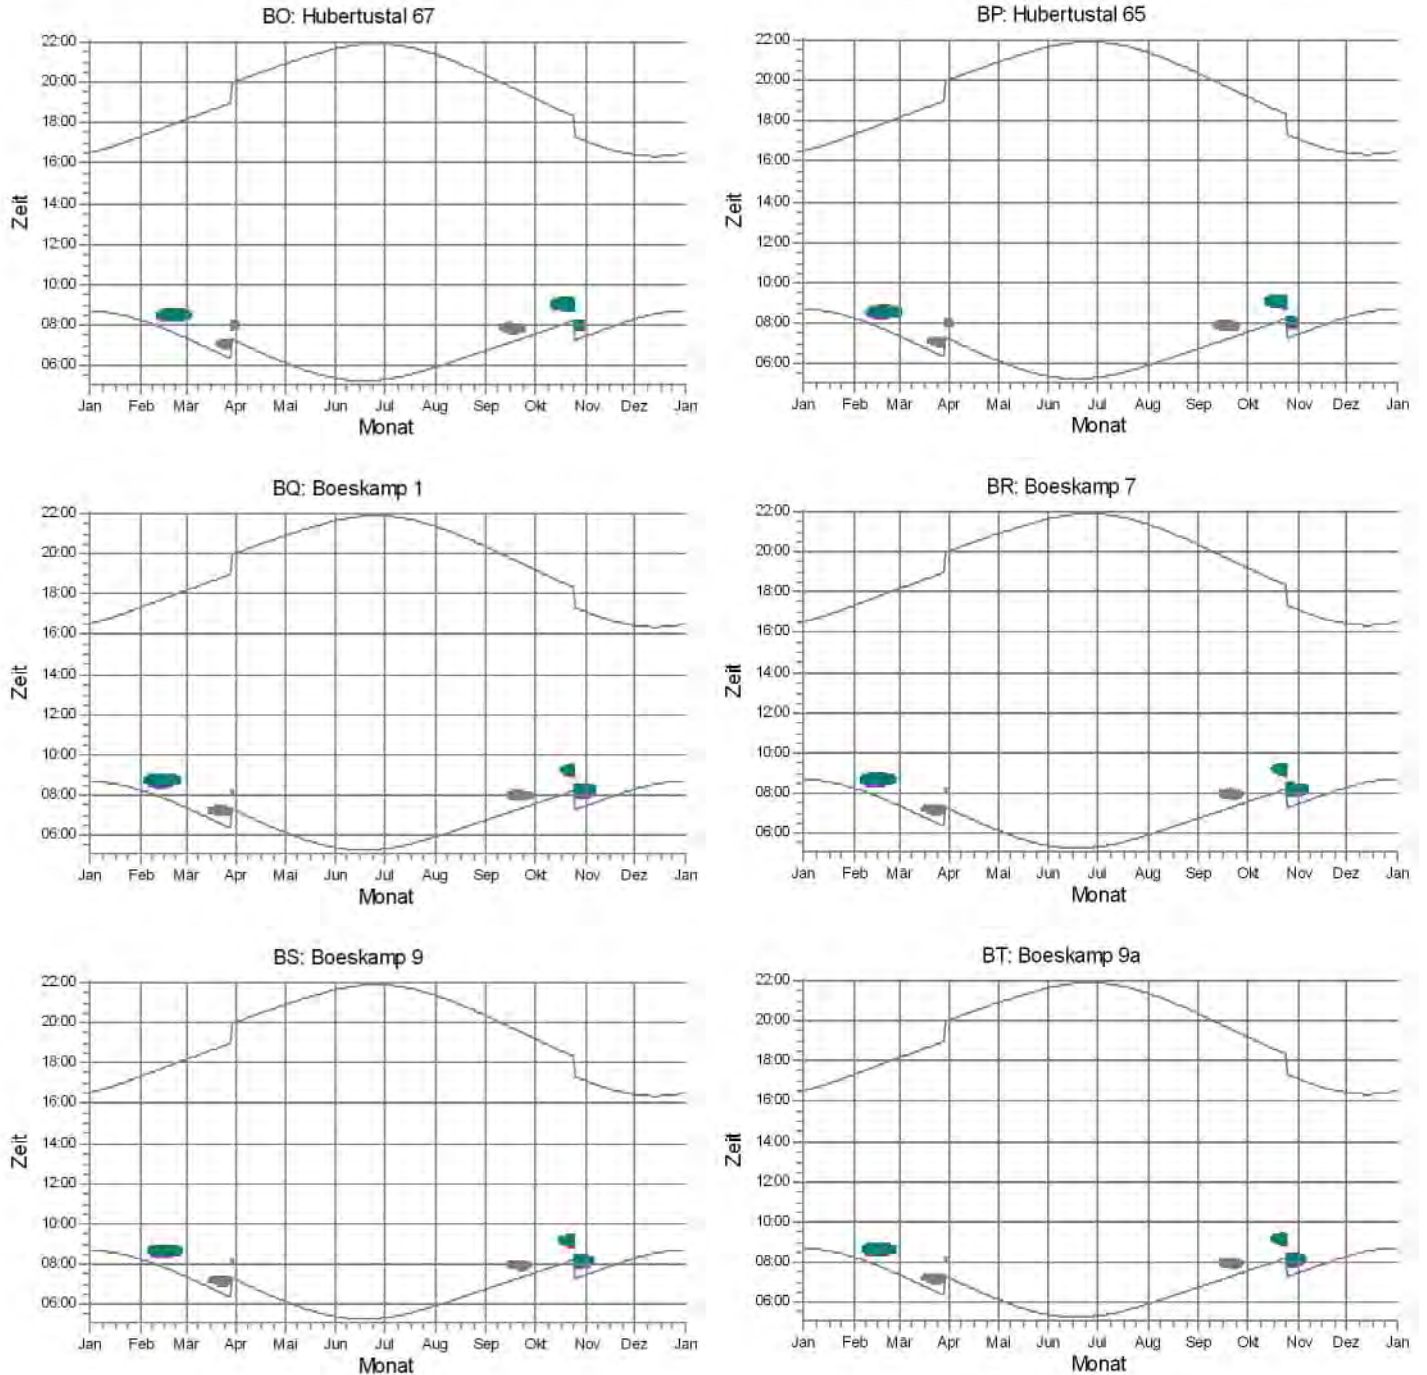 BO: Hubertustal 67
22:00
20:00
18:00
16:00
14:00
12:00
10:00
08:00
06:00
Zeit
Jan Feb Mär Apr Mai Jun Jul Aug Sep Okt Nov Dez Jan
Monat
BP: Hubertustal 65
22:00
20:00
18:00
16:00
14:00
12:00
10:00
08:00
06:00
Zeit
Jan Feb Mär Apr Mai Jun Jul Aug Sep Okt Nov Dez Jan
Monat
BQ: Boeskamp 1
22:00
20:00
18:00
16:00
14:00
12:00
10:00
08:00
06:00
Zeit
Jan Feb Mär Apr Mai Jun Jul Aug Sep Okt Nov Dez Jan
Monat
BR: Boeskamp 7
22:00
20:00
18:00
16:00
14:00
12:00
10:00
08:00
06:00
Zeit
Jan Feb Mär Apr Mai Jun Jul Aug Sep Okt Nov Dez Jan
Monat
BS: Boeskamp 9
22:00
20:00
18:00
16:00
14:00
12:00
10:00
08:00
06:00
Zeit
Jan Feb Mär Apr Mai Jun Jul Aug Sep Okt Nov Dez Jan
Monat
BT: Boeskamp 9a
22:00
20:00
18:00
16:00
14:00
12:00
10:00
08:00
06:00
Zeit
Jan Feb Mär Apr Mai Jun Jul Aug Sep Okt Nov Dez Jan
Monat